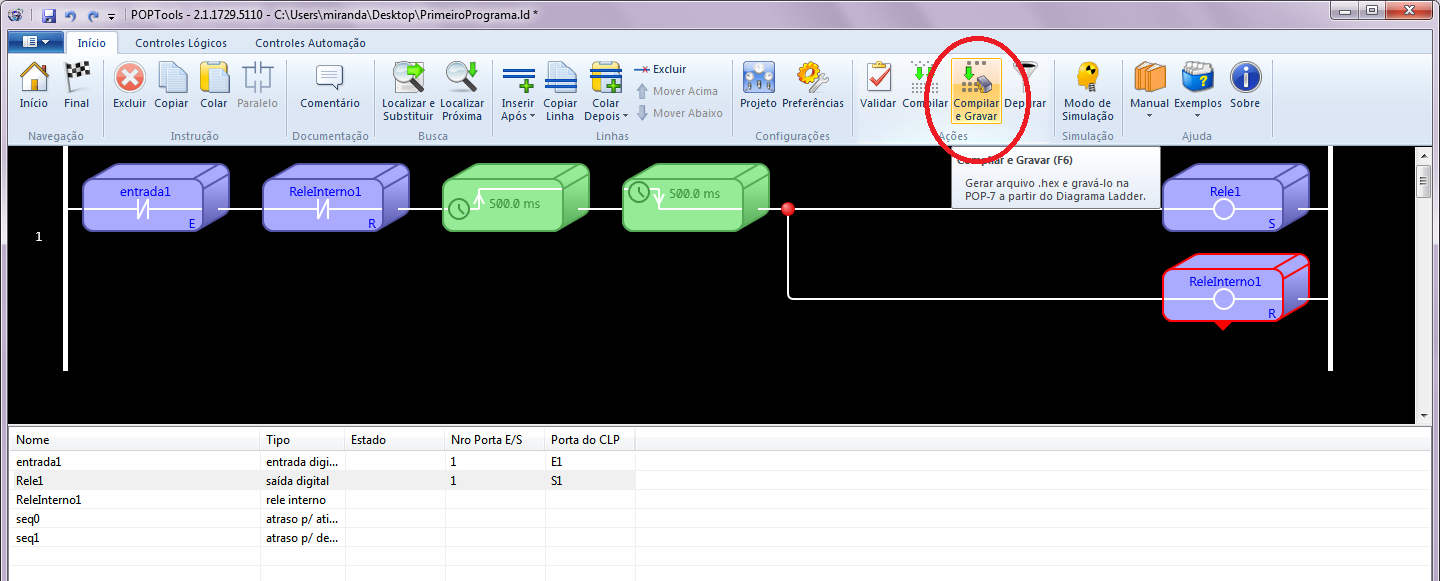 POPTools - 2.1.1729.5110 - C:\Users\miranda\Desktop\PrimeiroPrograma.ld *
Início Controles Lógicos Controles Automação
Início Final Excluir Copiar Colar Paralelo Comentário Localizar e Substituir Localizar Próxima Inserir Após Copiar Linha Colar Depois
Excluir
Mover Acima
Mover Abaixo
Projeto Preferências Validar Compilar Compilar e Gravar Depurar Modo de Simulação Manual Exemplos Sobre
Navegação Instrução Documentação Busca Linhas Configurações Ações Simulação Ajuda
Compilar e Gravar (F6)
Gerar arquivo .hex e gravá-lo na
POP-7 a partir do Diagrama Ladder.
1
entrada1
E
ReleInterno1
R
500.0 ms
500.0 ms
Rele1
S
ReleInterno1
R
Nome Tipo Estado Nro Porta E/S Porta do CLP
entrada1 entrada digi... 1 E1
Rele1 saída digital 1 S1
ReleInterno1 rele interno
seq0 atraso p/ ati...
seq1 atraso p/ de...